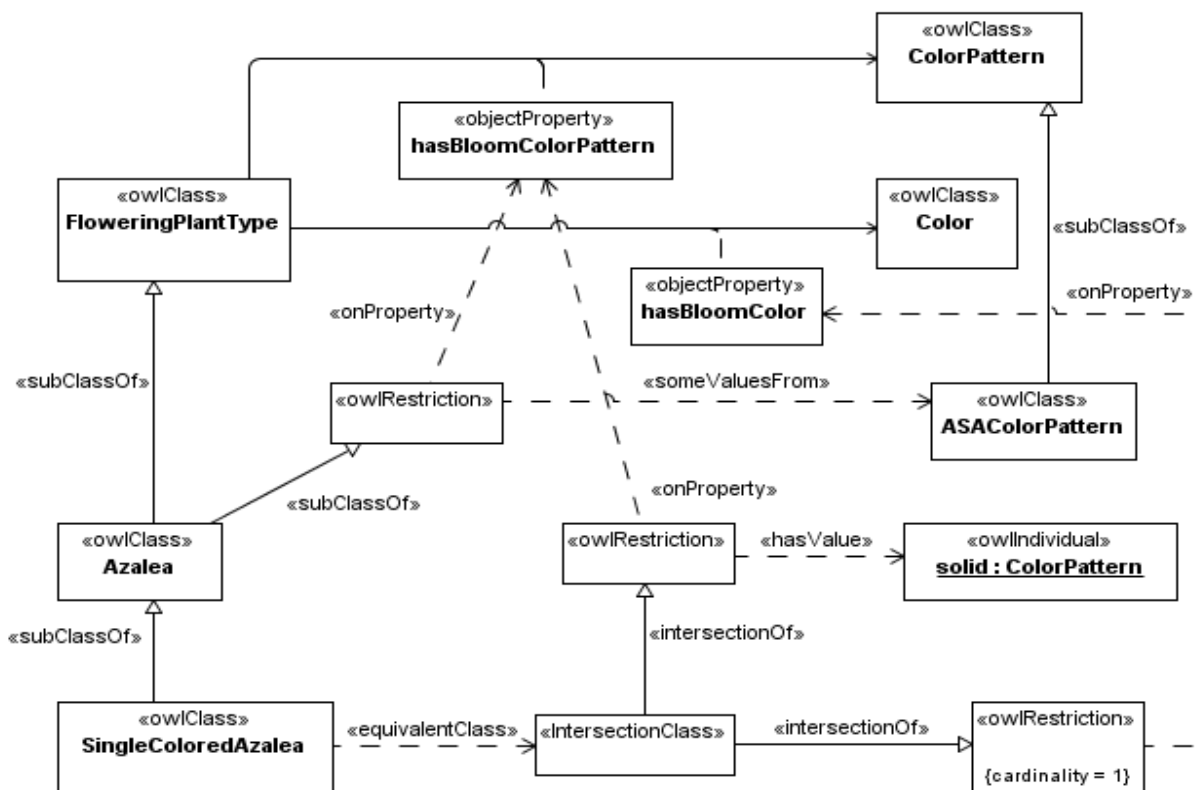 «owlClass»
ColorPattern
«objectProperty»
hasBloomColorPattern
«owlClass»
FloweringPlantType
«owlClass»
Color
«subClassOf»
«objectProperty»
hasBloomColor
«onProperty»
«onProperty»
«subClassOf»
«owlRestriction»
«someValuesFrom»
«owlClass»
ASAColorPattern
«subClassOf»
«onProperty»
«owlClass»
Azalea
«owlRestriction»
«hasValue»
«owlIndividual»
solid : ColorPattern
«subClassOf»
«intersectionOf»
«owlClass»
SingleColoredAzalea
«equivalentClass»
«IntersectionClass»
«intersectionOf»
«owlRestriction»
{cardinality = 1}